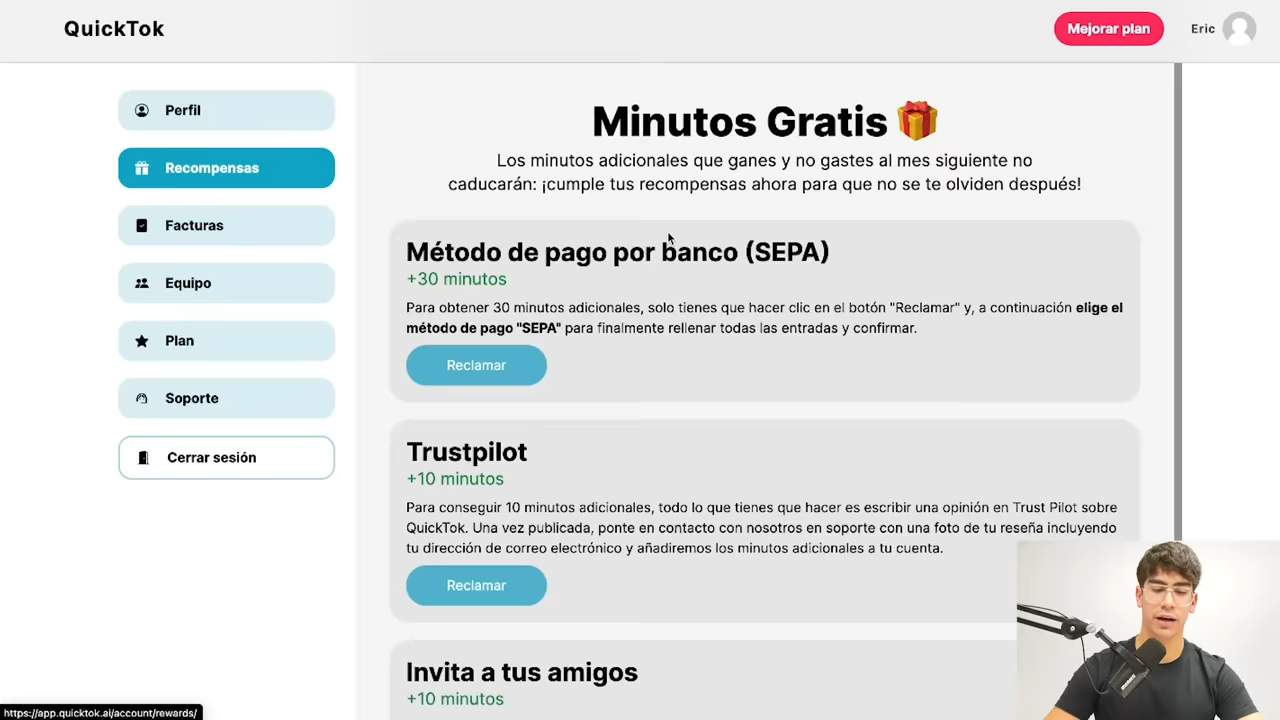 QuickTok
Mejorar plan
Eric
Perfil
Recompensas
Facturas
Equipo
Plan
Soporte
Cerrar sesión
Minutos Gratis
Los minutos adicionales que ganes y no gastes al mes siguiente no
caducarán: ¡cumple tus recompensas ahora para que no se te olviden después!
Método de pago por banco (SEPA)
+30 minutos
Para obtener 30 minutos adicionales, solo tienes que hacer clic en el botón "Reclamar" y, a continuación elige el
método de pago "SEPA" para finalmente rellenar todas las entradas y confirmar.
Reclamar
Trustpilot
+10 minutos
Para conseguir 10 minutos adicionales, todo lo que tienes que hacer es escribir una opinión en Trust Pilot sobre
QuickTok. Una vez publicada, ponte en contacto con nosotros en soporte con una foto de tu reseña incluyendo
tu dirección de correo electrónico y añadiremos los minutos adicionales a tu cuenta.
Reclamar
Invita a tus amigos
+10 minutos
https://app.quicktok.ai/account/rewards/